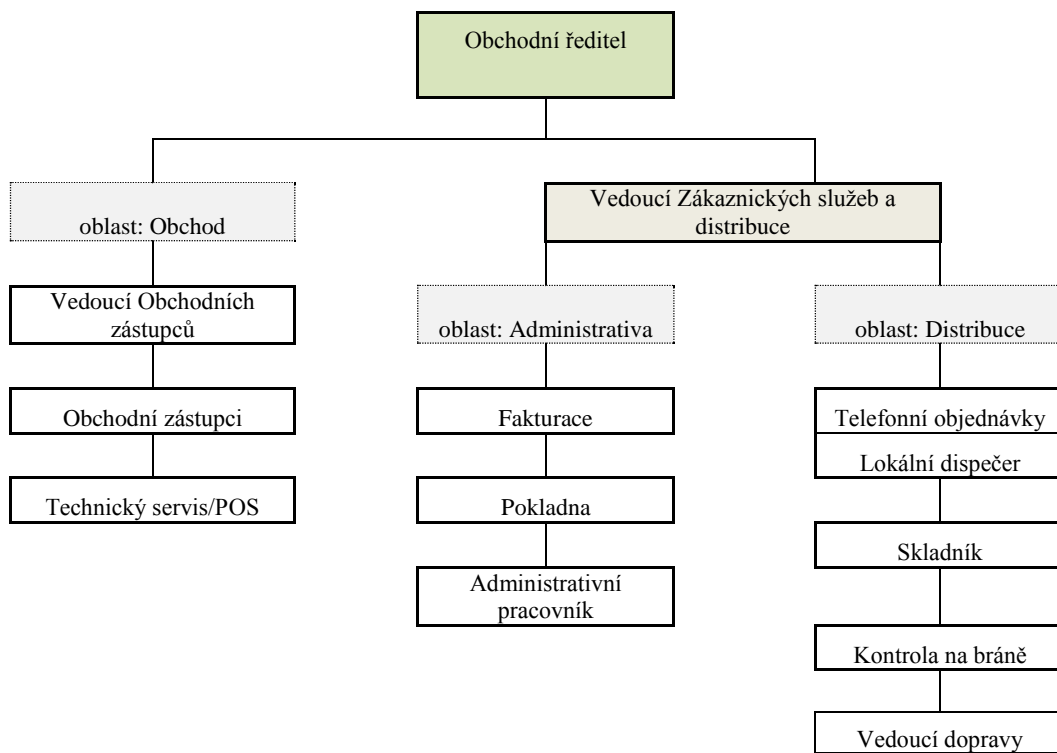 Obchodní ředitel
oblast: Obchod
Vedoucí Zákaznických služeb a
distribuce
Vedoucí Obchodních
zástupců
oblast: Administrativa
oblast: Distribuce
Obchodní zástupci
Fakturace
Telefonní objednávky
Lokální dispečer
Technický servis/POS
Pokladna
Skladník
Administrativní
pracovník
Kontrola na bráně
Vedoucí dopravy